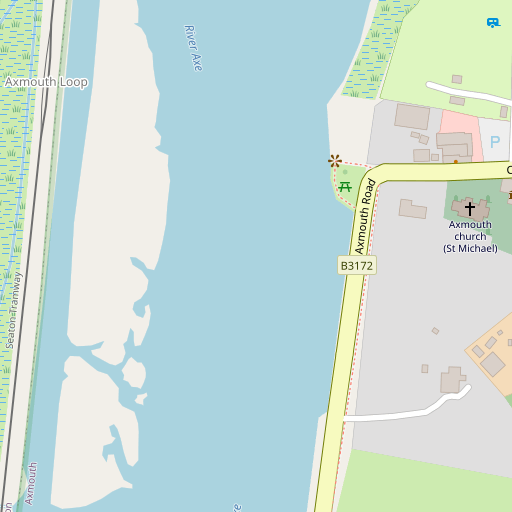 River Axe
Axmouth Loop
P
Axmouth Road
Axmouth
church
(St Michael)
B3172
Seaton Tramway
Axmouth